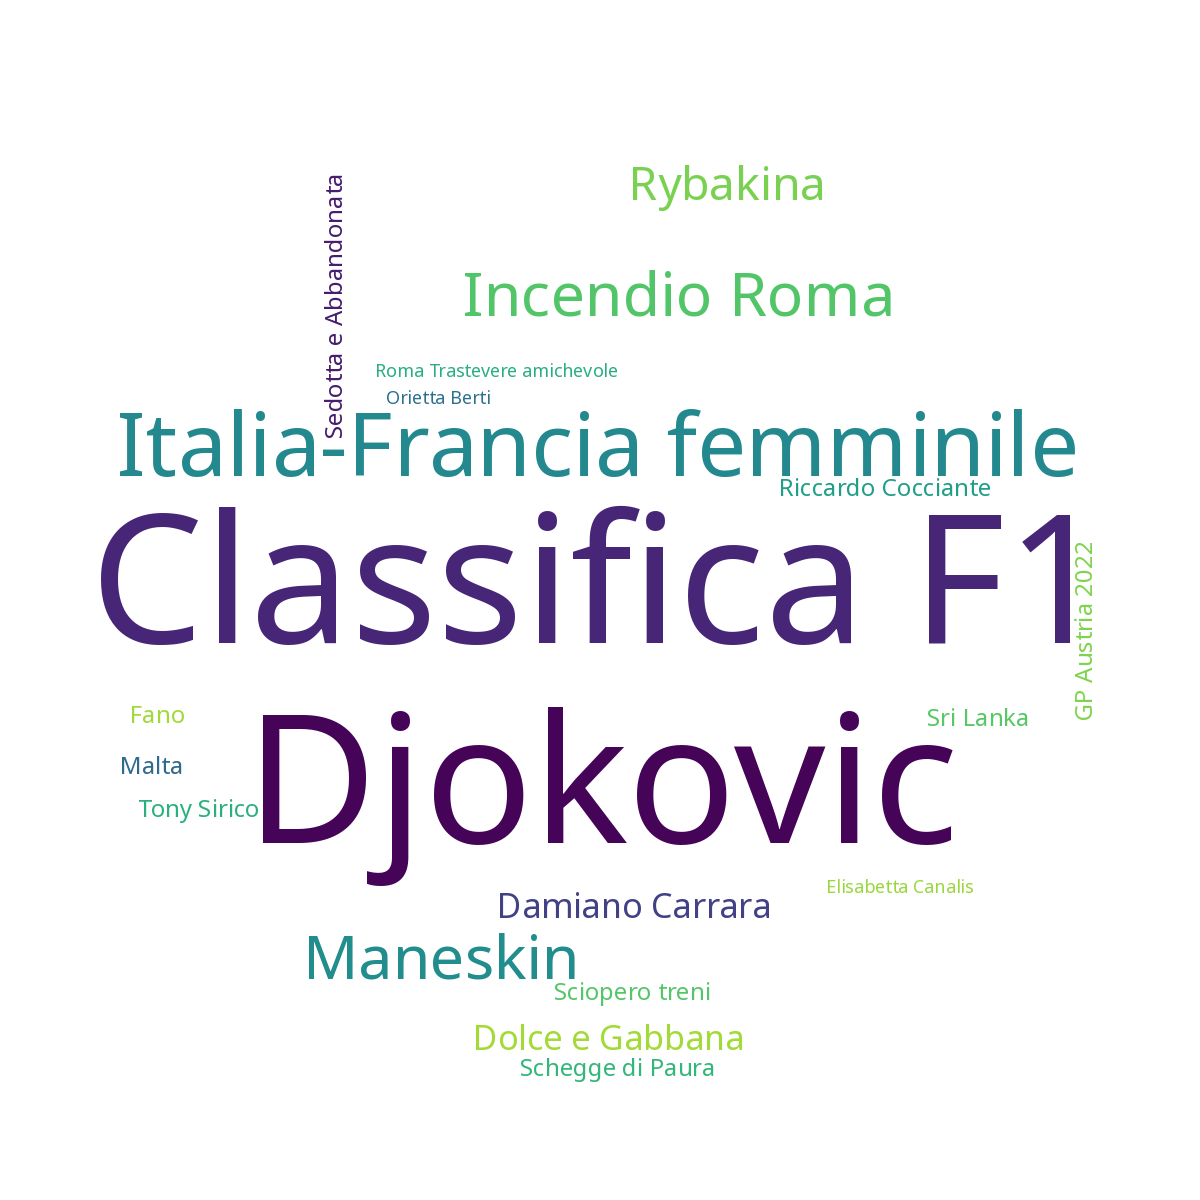 Rybakina
Sedotta e Abbandonata
Incendio Roma
Roma Trastevere amichevole
Orietta Berti
Italia-Francia femminile
Riccardo Cocciante
Classifica F1
GP Austria 2022
Fano
Sri Lanka
Djokovic
Malta
Tony Sirico
Elisabetta Canalis
Damiano Carrara
Maneskin
Sciopero treni
Dolce e Gabbana
Schegge di Paura